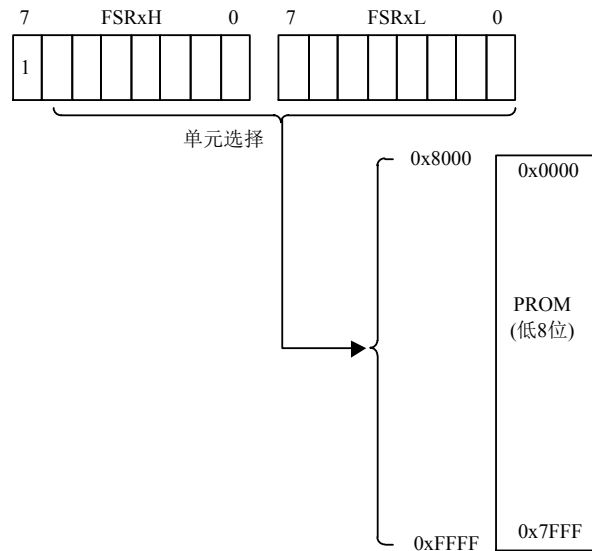 7 FSRxH 0 7 FSRxL 0
1
单元选择
0x8000 0x0000
PROM
(低8位)
0xFFFF 0x7FFF